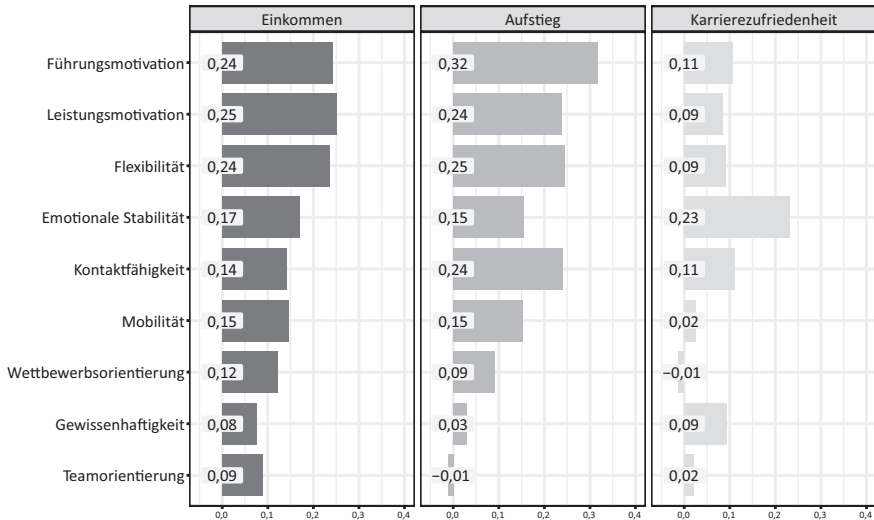 Einkommen Aufstieg Karrierezufriedenheit
Führungsmotivation 0,24 0,32 0,11
Leistungsmotivation 0,25 0,24 0,09
Flexibilität 0,24 0,25 0,09
Emotionale Stabilität 0,17 0,15 0,23
Kontaktfähigkeit 0,14 0,24 0,11
Mobilität 0,15 0,15 0,02
Wettbewerbsorientierung 0,12 0,09 −0,01
Gewissenhaftigkeit 0,08 0,03 0,09
Teamorientierung 0,09 −0,01 0,02
0,0 0,1 0,2 0,3 0,4 0,0 0,1 0,2 0,3 0,4 0,0 0,1 0,2 0,3 0,4